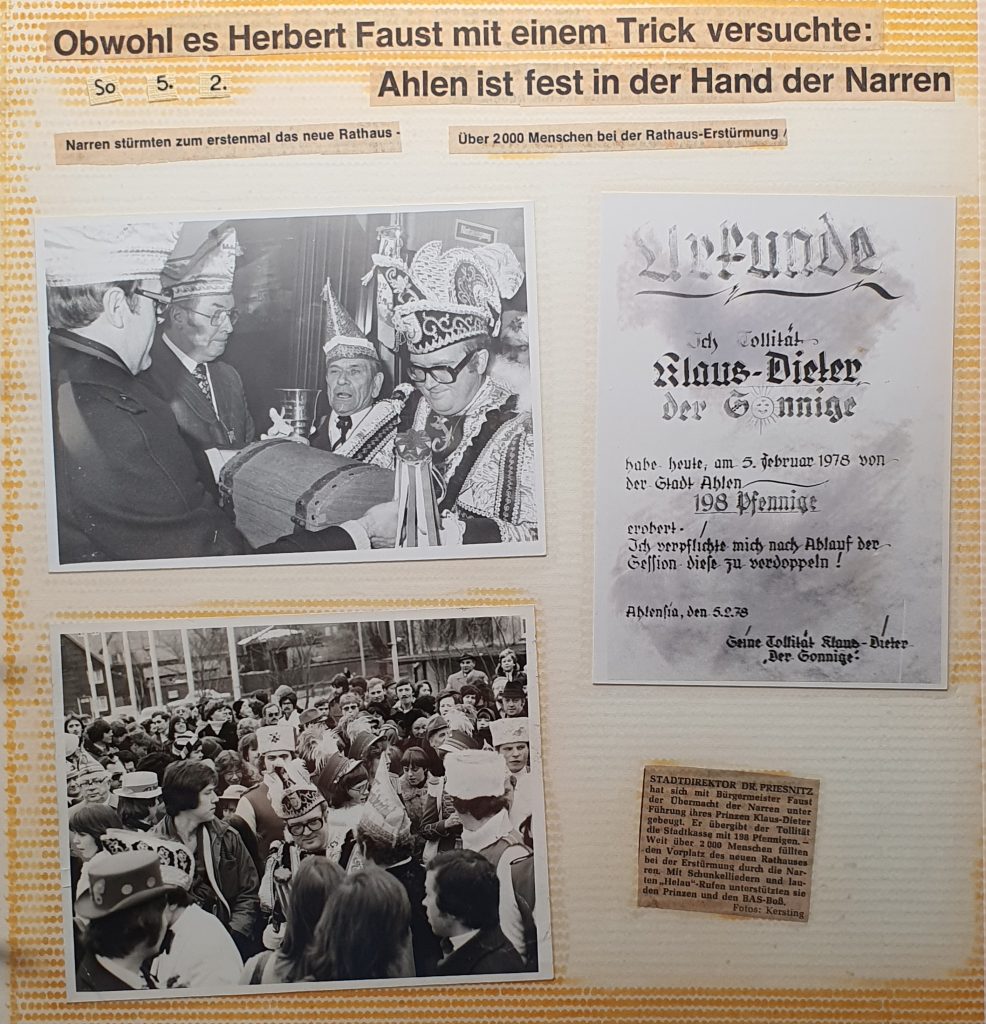 Obwohl es Herbert Faust mit einem Trick versuchte:
So 5. 2.
Ahlen ist fest in der Hand der Narren
Narren stürmten zum erstenmal das neue Rathaus -
Über 2000 Menschen bei der Rathaus-Erstürmung /
Urkunde
Ich Tollität
Klaus-Dieter
der Sonnige
habe heute, am 5. Februar 1978 von
der Stadt Ahlen
198 Pfennige
erobert. /
Ich verpflichte mich nach Ablauf der
Session diese zu verdoppeln!
Ahlensia, den 5.2.78
Seine Tollität Klaus-Dieter
„Der Sonnige“
STADTDIREKTOR DR. PRIESNITZ
hat sich mit Bürgermeister Faust
der Übermacht der Narren unter
Führung ihres Prinzen Klaus-Dieter
gebeugt. Er übergibt der Tollität
die Stadtkasse mit 198 Pfennigen. –
Weit über 2000 Menschen füllten
den Vorplatz des neuen Rathauses
bei der Erstürmung durch die Nar-
ren. Mit Schunkelliedern und lau-
ten „Helau“-Rufen unterstützten sie
den Prinzen und den BAS-Boß.
Fotos: Kersting